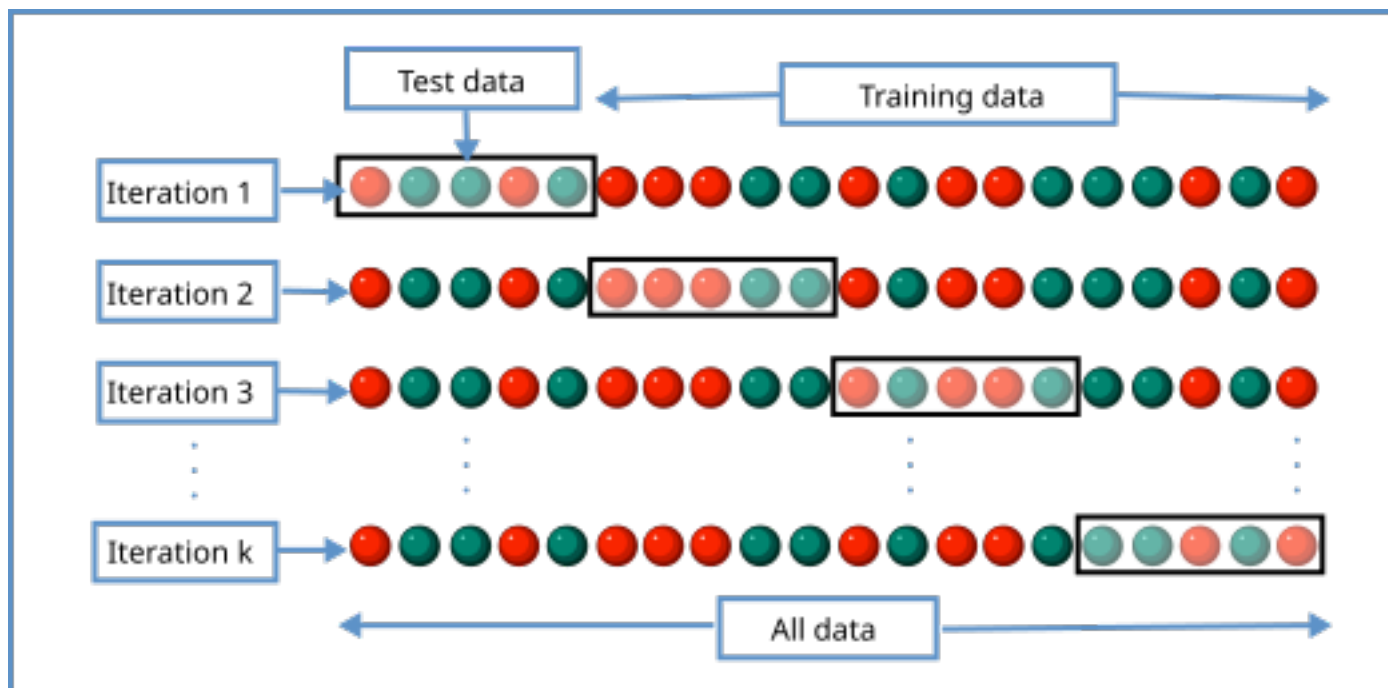 Test data
Training data
Iteration 1
Iteration 2
Iteration 3
Iteration k
All data